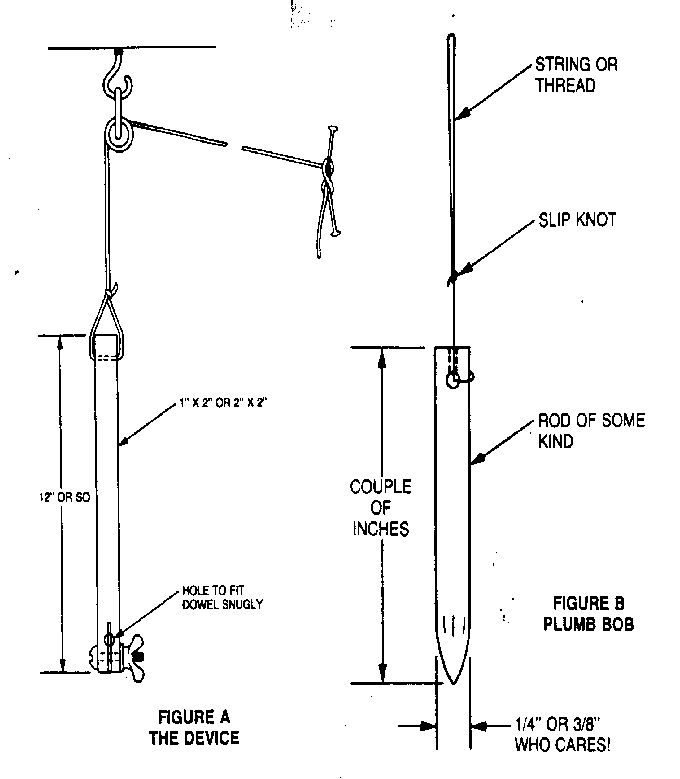 STRING OR
THREAD
SLIP KNOT
1" X 2" OR 2" X 2"
2" OR SO
HOLE TO FIT
DOWEL SNUGLY
FIGURE A
THE DEVICE
COUPLE
OF
INCHES
ROD OF SOME
KIND
FIGURE B
PLUMB BOB
1/4" OR 3/8"
WHO CARES!